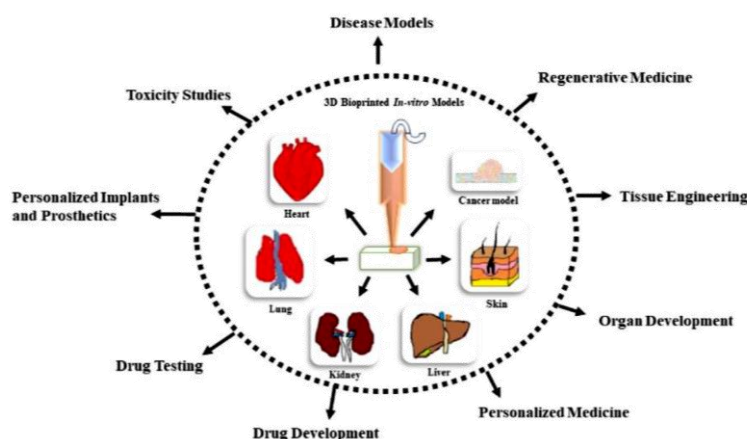 Disease Models
Regenerative Medicine
Toxicity Studies
3D Bioprinted In-vitro Models
Heart
Cancer model
Personalized Implants
and Prosthetics
Tissue Engineering
Lung
Skin
Organ Development
Drug Testing
Kidney
Liver
Personalized Medicine
Drug Development